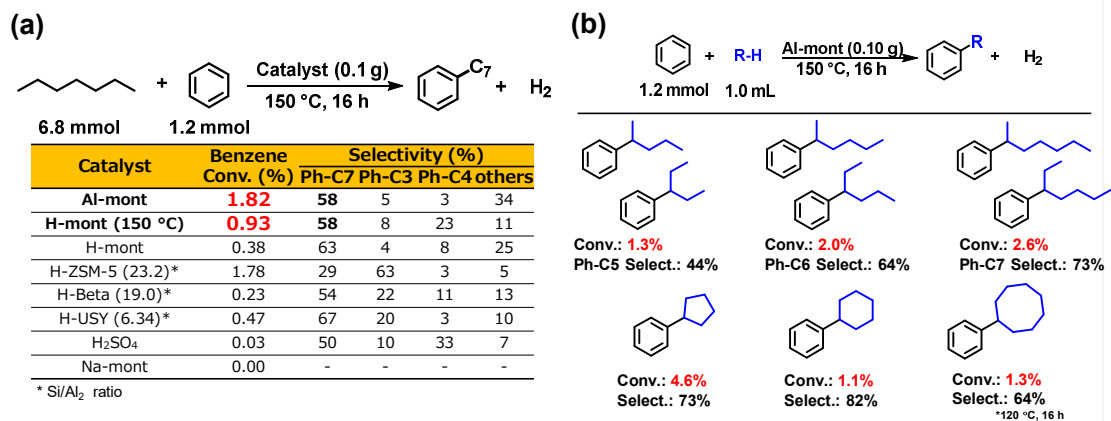 (a)
+
Catalyst (0.1 g)
150 °C, 16 h
C7
+ H2
6.8 mmol
1.2 mmol
Catalyst Benzene Conv. (%) Selectivity (%)
Ph-C7 Ph-C3 Ph-C4 others
Al-mont 1.82 58 5 3 34
H-mont (150 °C) 0.93 58 8 23 11
H-mont 0.38 63 4 8 25
H-ZSM-5 (23.2)* 1.78 29 63 3 5
H-Beta (19.0)* 0.23 54 22 11 13
H-USY (6.34)* 0.47 67 20 3 10
H2SO4 0.03 50 10 33 7
Na-mont 0.00 - - - -
* Si/Al2 ratio
(b)
+ R-H
Al-mont (0.10 g)
150 °C, 16 h
R
+ H2
1.2 mmol 1.0 mL
Conv.: 1.3%
Ph-C5 Select.: 44%
Conv.: 2.0%
Ph-C6 Select.: 64%
Conv.: 2.6%
Ph-C7 Select.: 73%
Conv.: 4.6%
Select.: 73%
Conv.: 1.1%
Select.: 82%
Conv.: 1.3%
Select.: 64%
*120 °C, 16 h